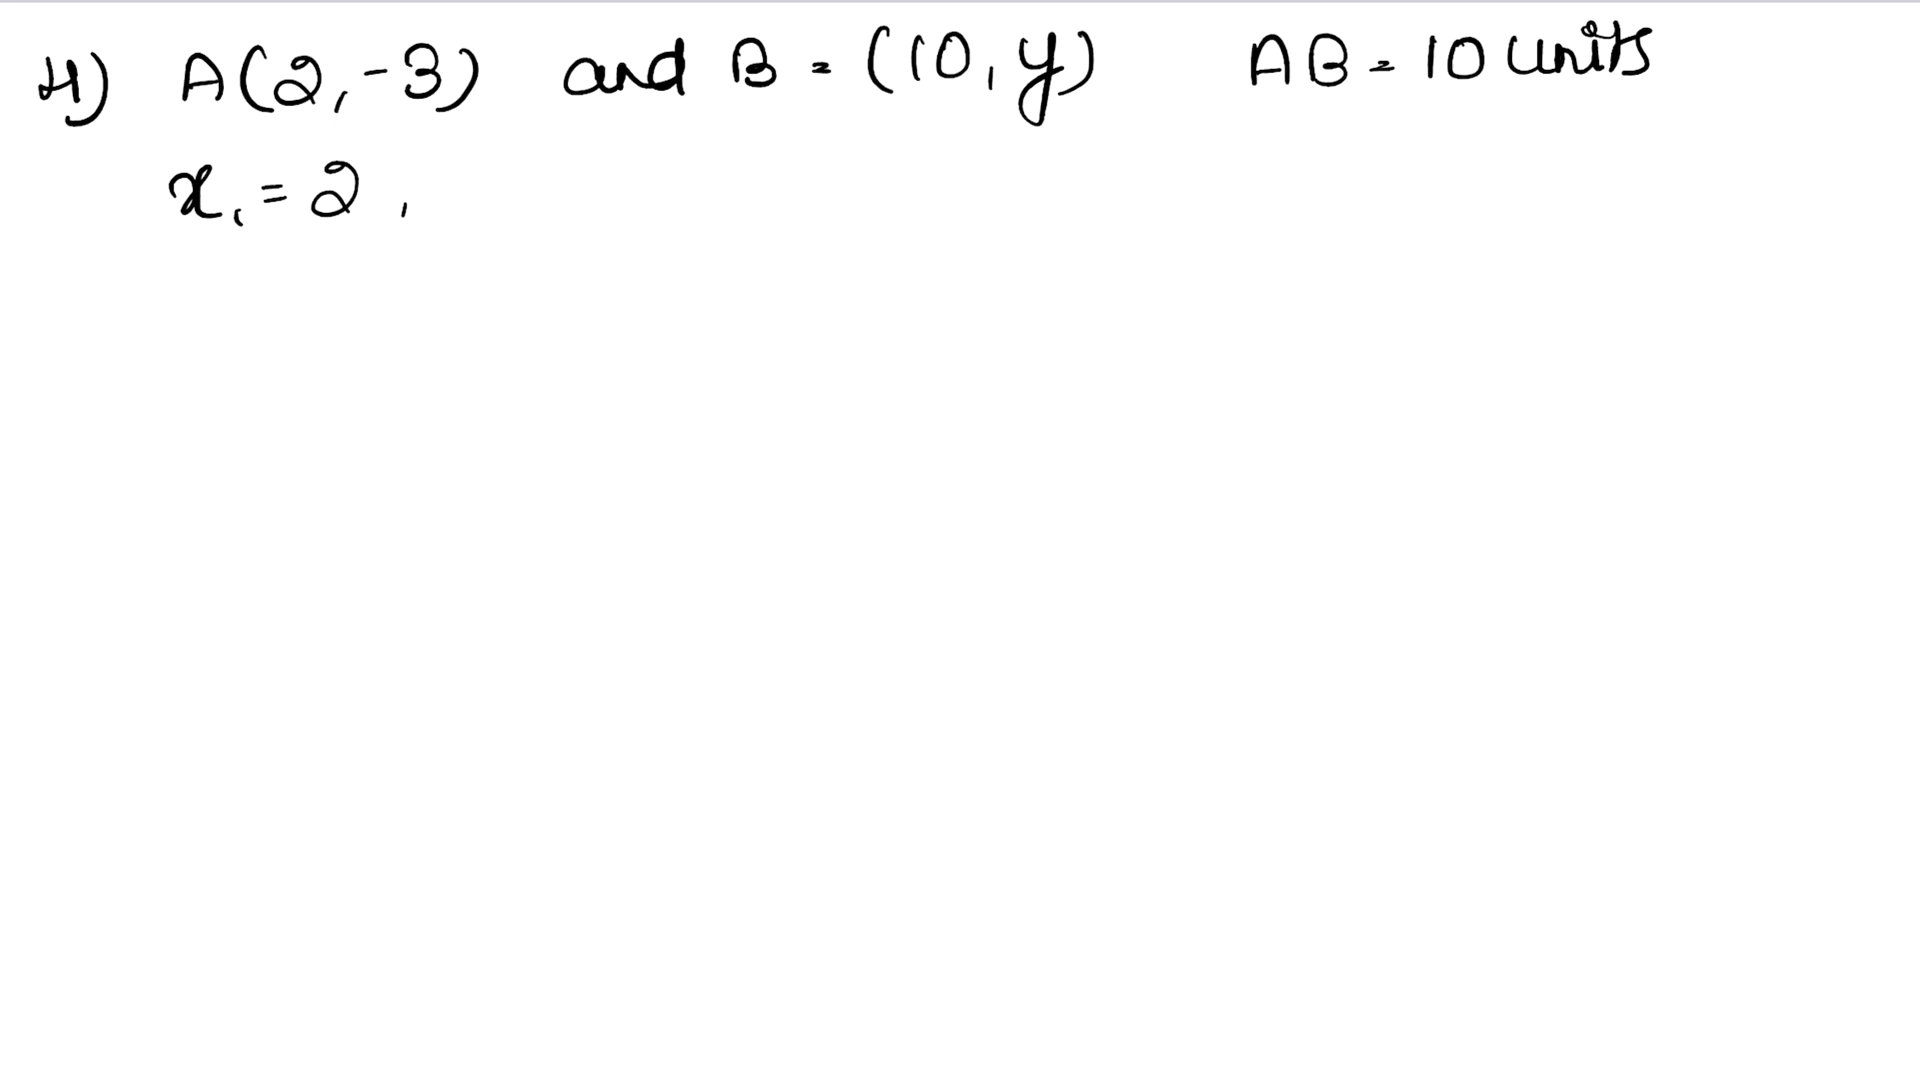 4) A(2,-3) and B = (10, y) AB = 10 units
x₁ = 2,